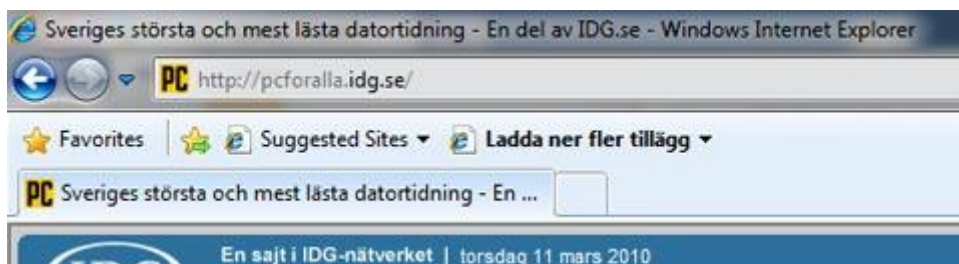 Sveriges största och mest lästa datortidning - En del av IDG.se - Windows Internet Explorer
PC http://pcforalla.idg.se/
Favorites Suggested Sites Ladda ner fler tillägg
PC Sveriges största och mest lästa datortidning - En ...
En sajt i IDG-nätverket | torsdag 11 mars 2010